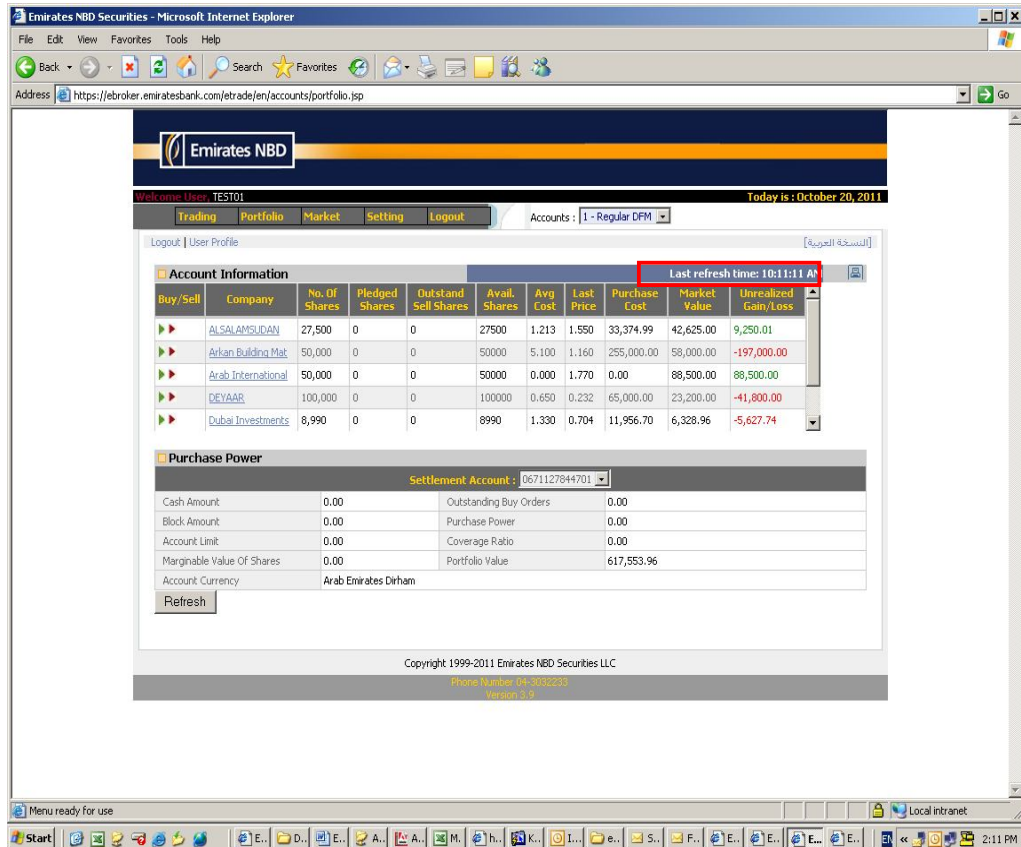 Emirates NBD Securities - Microsoft Internet Explorer
File Edit View Favorites Tools Help
Back Search Favorites
Address https://ebroker.emiratesbank.com/etrade/en/accounts/portfolio.jsp Go
Emirates NBD
Welcome User, TEST01 Today is : October 20, 2011
Trading Portfolio Market Setting Logout Accounts : 1 - Regular DFM
Logout | User Profile [النسخة العربية]
Account Information Last refresh time: 10:11:11 AM
Buy/Sell Company No. Of Shares Pledged Shares Outstand Sell Shares Avail. Shares Avg Cost Last Price Purchase Cost Market Value Unrealized Gain/Loss
ALSALAMSUDAN 27,500 0 0 27500 1.213 1.550 33,374.99 42,625.00 9,250.01
Arkan Building Mat 50,000 0 0 50000 5.100 1.160 255,000.00 58,000.00 -197,000.00
Arab International 50,000 0 0 50000 0.000 1.770 0.00 88,500.00 88,500.00
DEYAAR 100,000 0 0 100000 0.650 0.232 65,000.00 23,200.00 -41,800.00
Dubai Investments 8,990 0 0 8990 1.330 0.704 11,956.70 6,328.96 -5,627.74
Purchase Power
Settlement Account : 0671127844701
Cash Amount 0.00 Outstanding Buy Orders 0.00
Block Amount 0.00 Purchase Power 0.00
Account Limit 0.00 Coverage Ratio 0.00
Marginable Value Of Shares 0.00 Portfolio Value 617,553.96
Account Currency Arab Emirates Dirham
Refresh
Copyright 1999-2011 Emirates NBD Securities LLC
Phone Number 04-3032233
Version 3.9
Menu ready for use Local intranet
Start E... D... E... A... A... M... h... K... I... e... S... F... E... E... E... E... EN « 2:11 PM